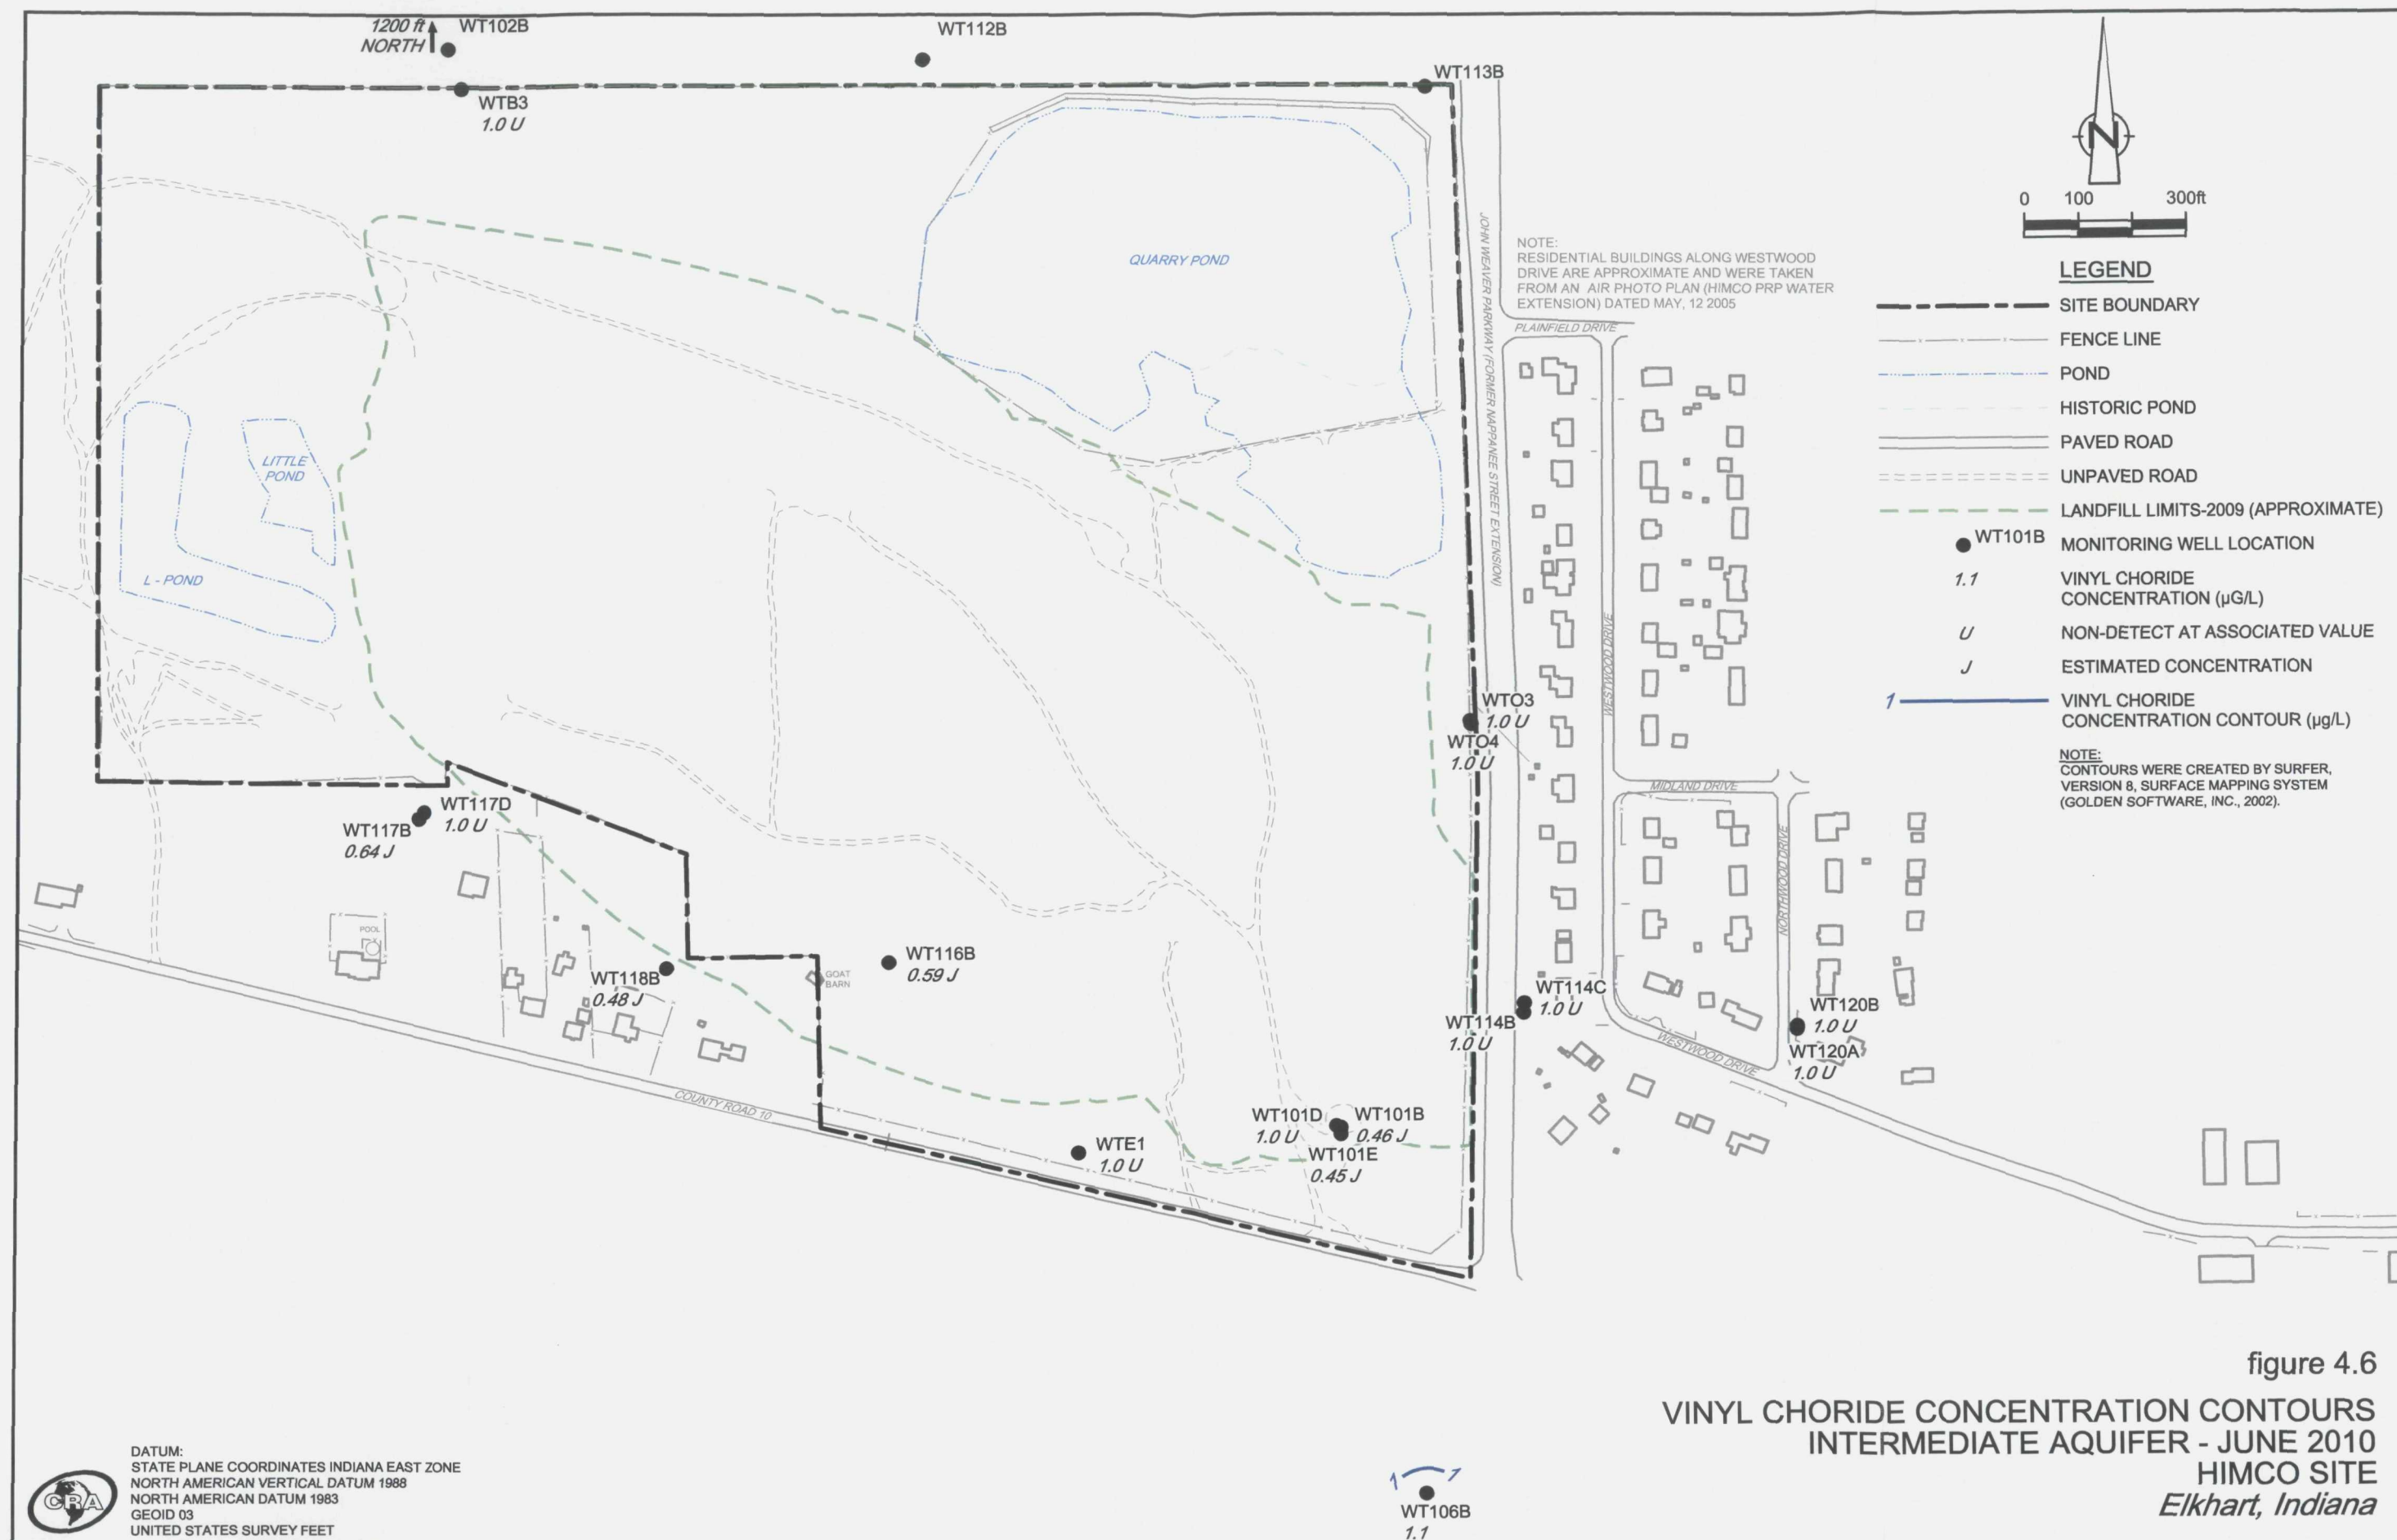 1200 ft
NORTH
WT102B
WT112B
WT113B
WTB3
1.0 U
N
0 100 300ft
QUARRY POND
JOHN WEAVER PARKWAY (FORMER NAPPANEE STREET EXTENSION)
NOTE:
RESIDENTIAL BUILDINGS ALONG WESTWOOD
DRIVE ARE APPROXIMATE AND WERE TAKEN
FROM AN AIR PHOTO PLAN (HIMCO PRP WATER
EXTENSION) DATED MAY, 12 2005
PLAINFIELD DRIVE
LEGEND
SITE BOUNDARY
FENCE LINE
POND
HISTORIC POND
PAVED ROAD
UNPAVED ROAD
LANDFILL LIMITS-2009 (APPROXIMATE)
WT101B
MONITORING WELL LOCATION
1.1
VINYL CHORIDE
CONCENTRATION (µG/L)
U
NON-DETECT AT ASSOCIATED VALUE
J
ESTIMATED CONCENTRATION
1
VINYL CHORIDE
CONCENTRATION CONTOUR (µg/L)
NOTE:
CONTOURS WERE CREATED BY SURFER,
VERSION 8, SURFACE MAPPING SYSTEM
(GOLDEN SOFTWARE, INC., 2002).
LITTLE
POND
L - POND
WESTWOOD DRIVE
WTO3
1.0 U
WTO4
1.0 U
MIDLAND DRIVE
NORTHWOOD DRIVE
WT117D
1.0 U
WT117B
0.64 J
POOL
WT118B
0.48 J
GOAT
BARN
WT116B
0.59 J
WT114C
1.0 U
WT114B
1.0 U
WT120B
1.0 U
WT120A
1.0 U
WESTWOOD DRIVE
COUNTY ROAD 10
WTE1
1.0 U
WT101D
1.0 U
WT101B
0.46 J
WT101E
0.45 J
1 1
WT106B
1.1
figure 4.6
VINYL CHORIDE CONCENTRATION CONTOURS
INTERMEDIATE AQUIFER - JUNE 2010
HIMCO SITE
Elkhart, Indiana
CRA
DATUM:
STATE PLANE COORDINATES INDIANA EAST ZONE
NORTH AMERICAN VERTICAL DATUM 1988
NORTH AMERICAN DATUM 1983
GEOID 03
UNITED STATES SURVEY FEET